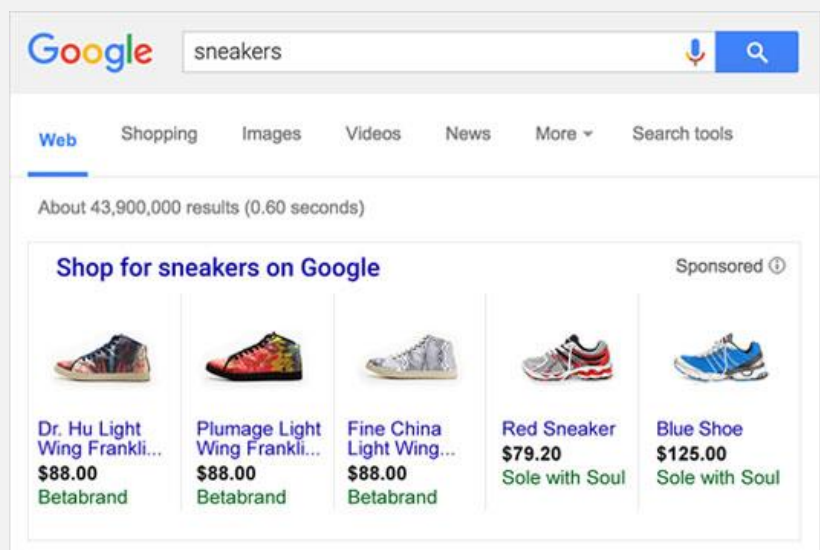 Google sneakers
Web Shopping Images Videos News More Search tools
About 43,900,000 results (0.60 seconds)
Shop for sneakers on Google Sponsored
Dr. Hu Light
Wing Frankli...
$88.00
Betabrand
Plumage Light
Wing Frankli...
$88.00
Betabrand
Fine China
Light Wing...
$88.00
Betabrand
Red Sneaker
$79.20
Sole with Soul
Blue Shoe
$125.00
Sole with Soul